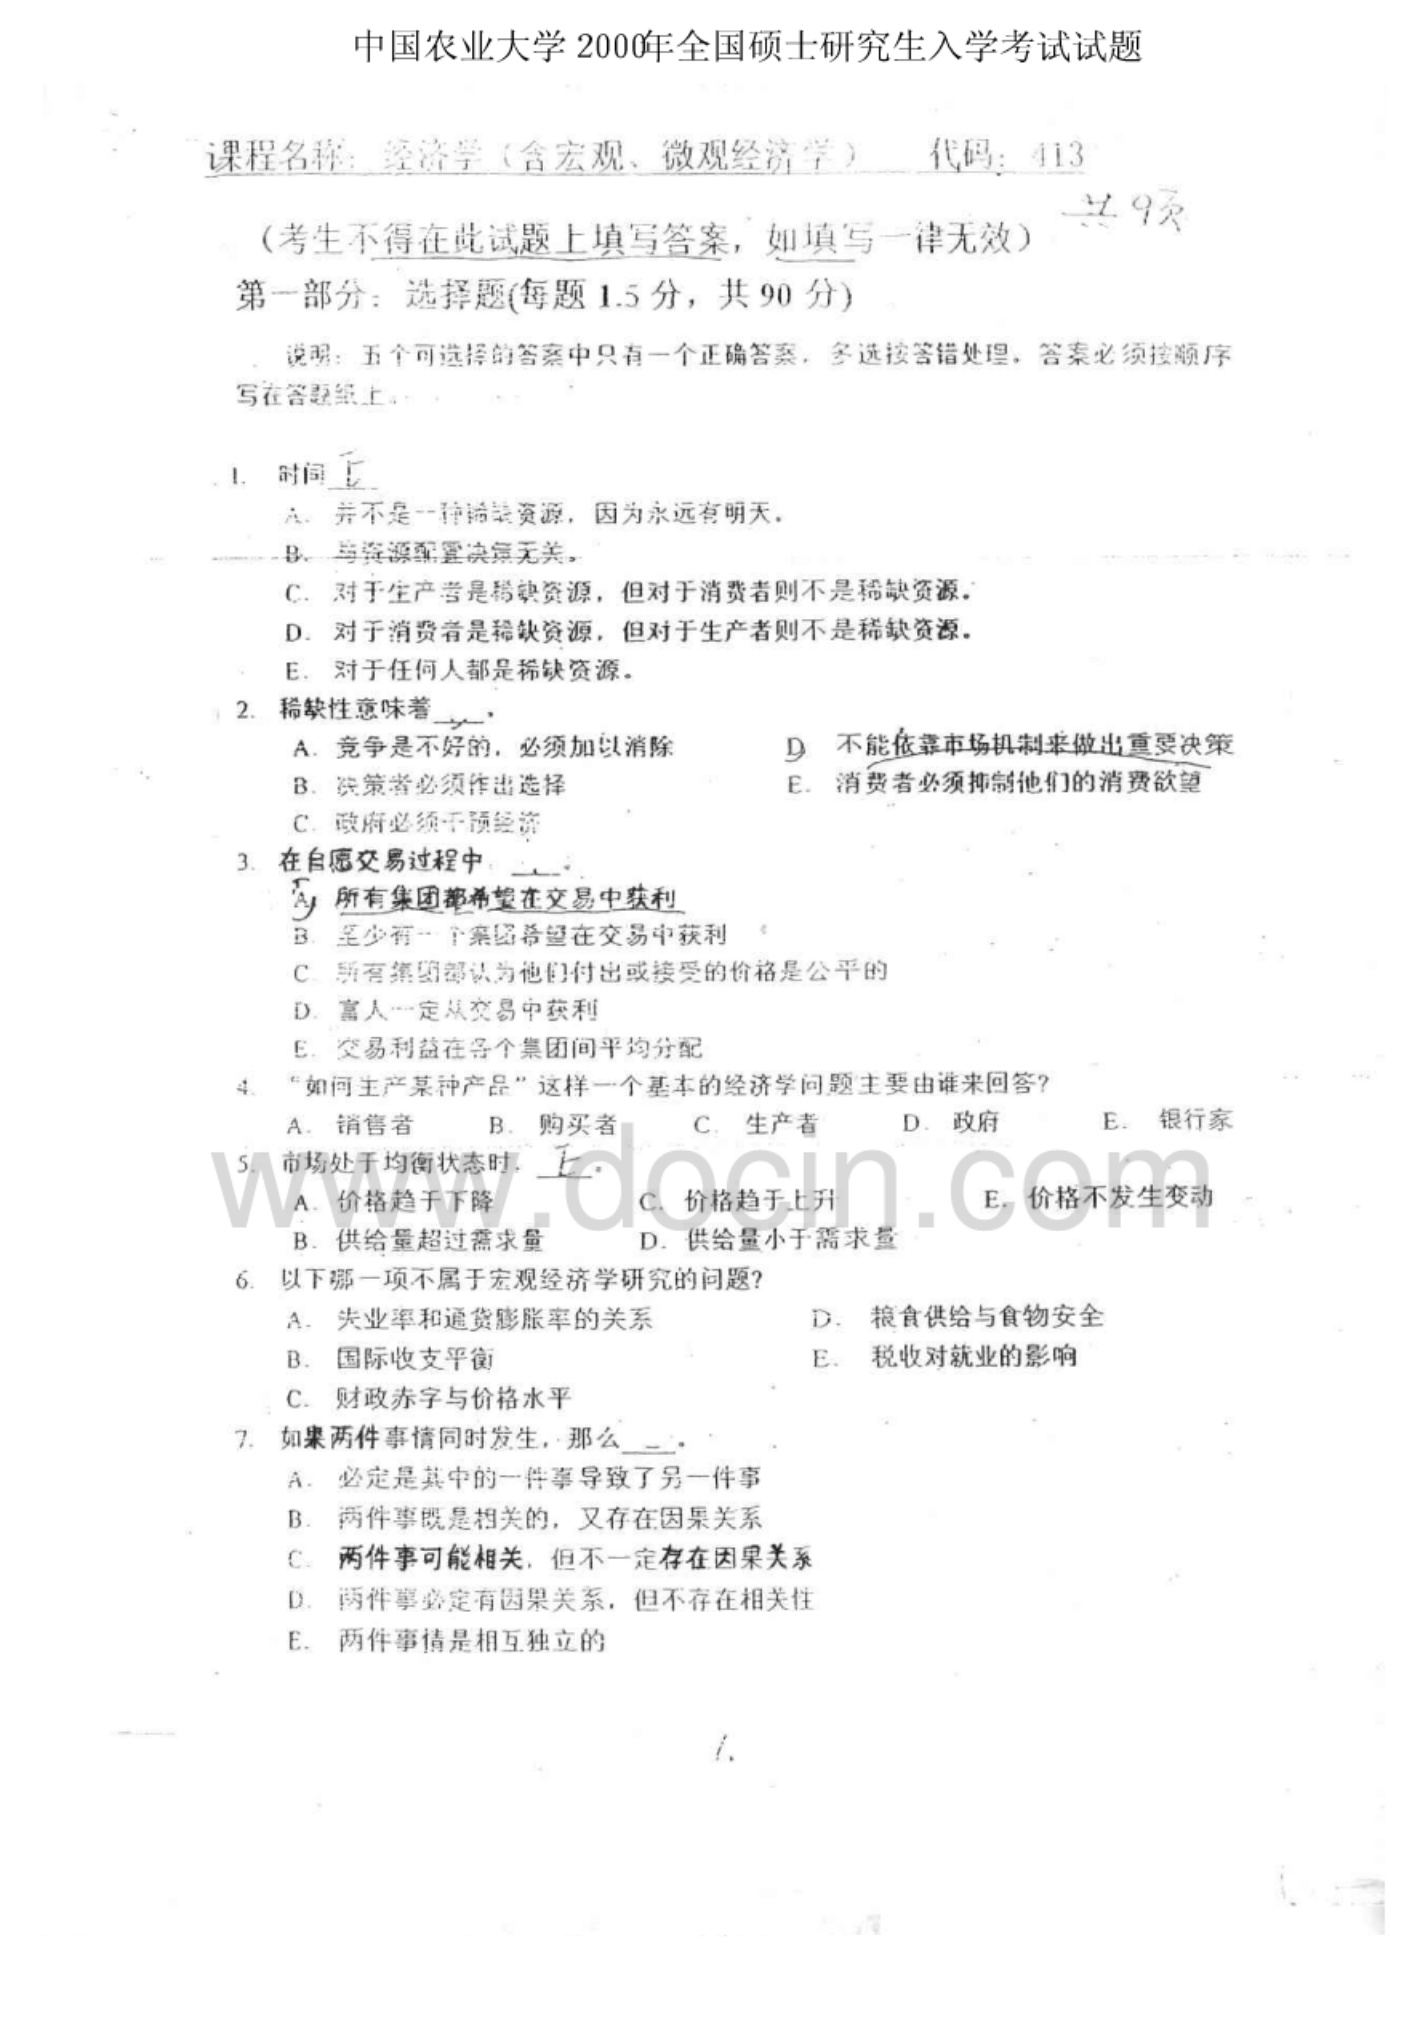 中国农业大学2000年全国硕士研究生入学考试试题
课程名称：经济学（含宏观、微观经济学） 代码：413
共9页
（考生不得在此试题上填写答案，如填写一律无效）
第一部分：选择题(每题 1.5 分，共 90 分)
说明：五个可选择的答案中只有一个正确答案，多选按答错处理。答案必须按顺序
写在答题纸上。
1. 时间 E
A. 并不是一种稀缺资源，因为永远有明天。
B. 与资源配置决策无关。
C. 对于生产者是稀缺资源，但对于消费者则不是稀缺资源。
D. 对于消费者是稀缺资源，但对于生产者则不是稀缺资源。
E. 对于任何人都是稀缺资源。
2. 稀缺性意味着____。
A. 竞争是不好的，必须加以消除 D 不能依靠市场机制来做出重要决策
B. 决策者必须作出选择 E. 消费者必须抑制他们的消费欲望
C. 政府必须干预经济
3. 在自愿交易过程中____。
A 所有集团都希望在交易中获利
B. 至少有一个集团希望在交易中获利
C. 所有集团都认为他们付出或接受的价格是公平的
D. 富人一定从交易中获利
E. 交易利益在各个集团间平均分配
4. “如何生产某种产品”这样一个基本的经济学问题主要由谁来回答？
A. 销售者 B. 购买者 C. 生产者 D. 政府 E. 银行家
5. 市场处于均衡状态时， E 。
A. 价格趋于下降 C. 价格趋于上升 E. 价格不发生变动
B. 供给量超过需求量 D. 供给量小于需求量
6. 以下哪一项不属于宏观经济学研究的问题？
A. 失业率和通货膨胀率的关系 D. 粮食供给与食物安全
B. 国际收支平衡 E. 税收对就业的影响
C. 财政赤字与价格水平
7. 如果两件事情同时发生，那么____。
A. 必定是其中的一件事导致了另一件事
B. 两件事既是相关的，又存在因果关系
C. 两件事可能相关，但不一定存在因果关系
D. 两件事必定有因果关系，但不存在相关性
E. 两件事情是相互独立的
1.
www.docin.com